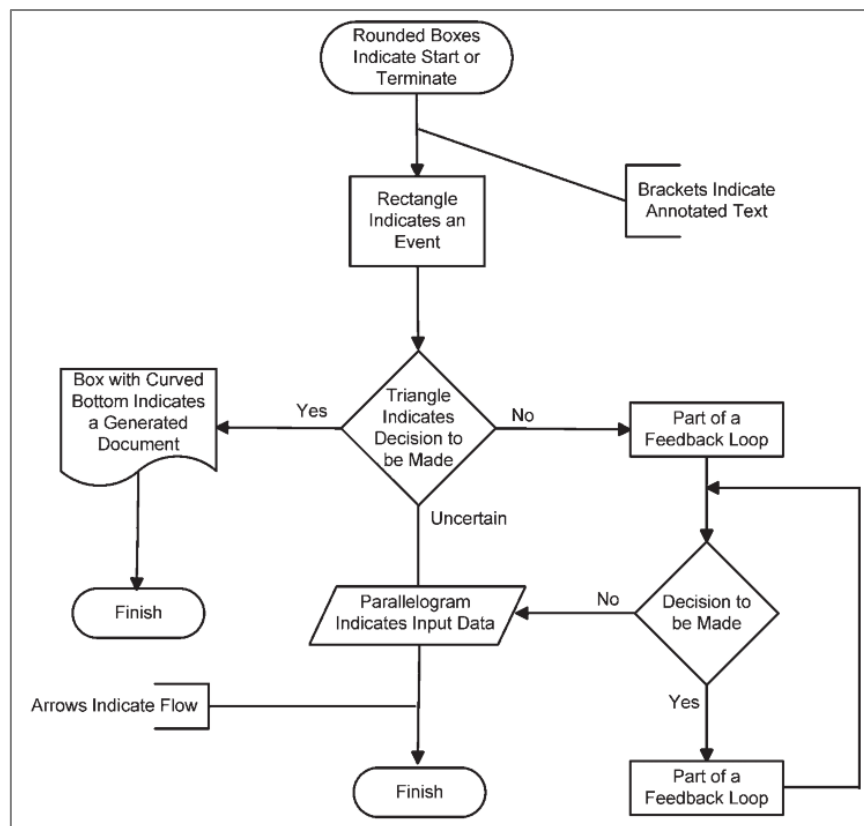 Rounded Boxes
Indicate Start or
Terminate
Brackets Indicate
Annotated Text
Rectangle
Indicates an
Event
Box with Curved
Bottom Indicates
a Generated
Document
Yes
Triangle
Indicates
Decision to
be Made
No
Part of a
Feedback Loop
Uncertain
Finish
Parallelogram
Indicates Input Data
No
Decision to
be Made
Arrows Indicate Flow
Yes
Finish
Part of a
Feedback Loop